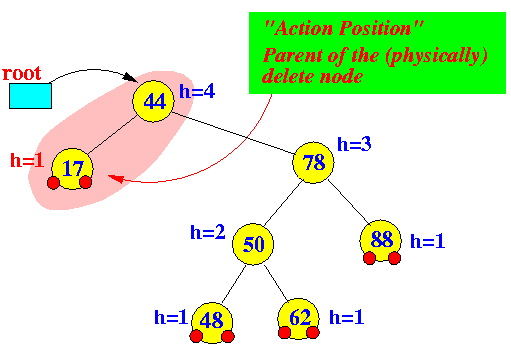 "Action Position"
Parent of the (physically)
delete node
root
44
h=4
h=1
17
78
h=3
h=2
50
88
h=1
h=1
48
62
h=1